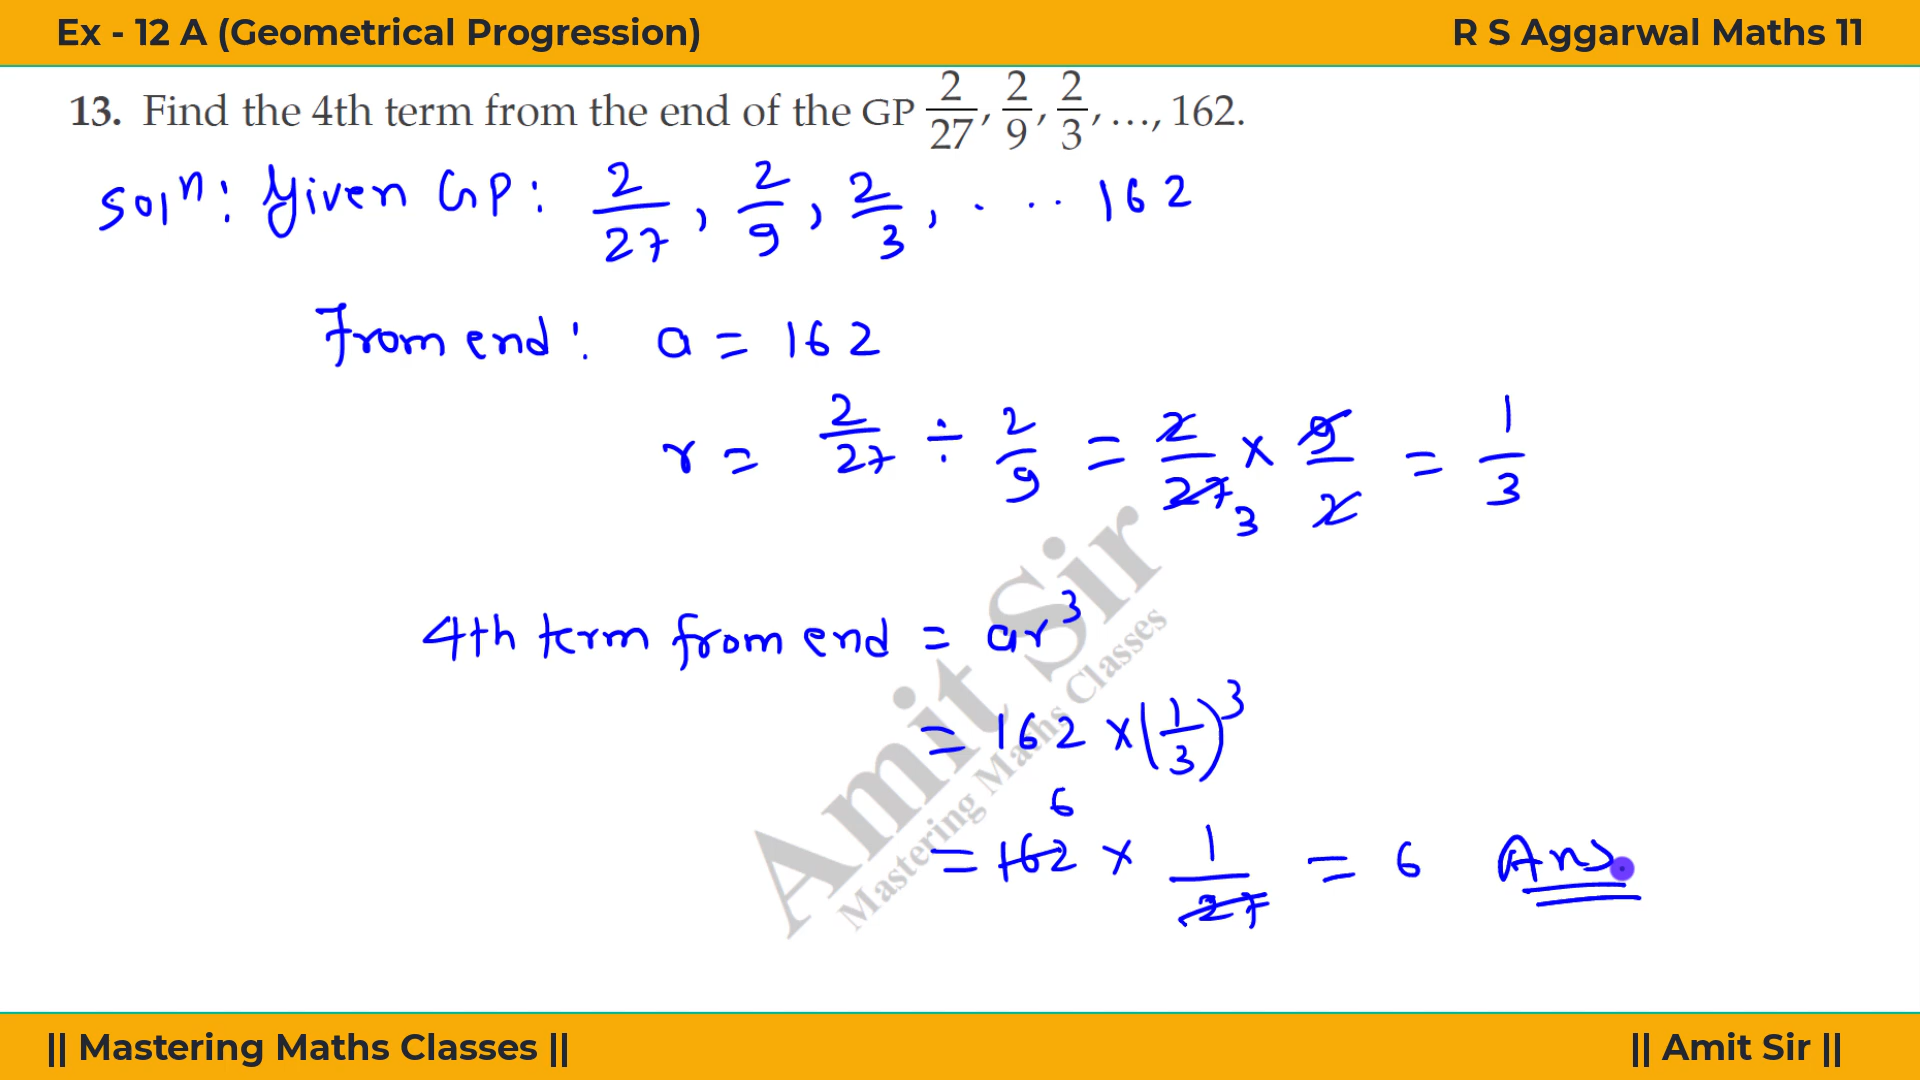 Ex - 12 A (Geometrical Progression)
R S Aggarwal Maths 11
13. Find the 4th term from the end of the GP 2/27, 2/9, 2/3, ..., 162.
Solⁿ: Given GP: 2/27, 2/9, 2/3, . . . . 162
From end: a = 162
r = 2/27 ÷ 2/9 = 2/27 3 × 9/2 = 1/3
4th term from end = ar³
= 162 × (1/3)³
6
= 162 × 1/27 = 6 Ans.
Amit Sir
Mastering Maths Classes
|| Mastering Maths Classes ||
|| Amit Sir ||